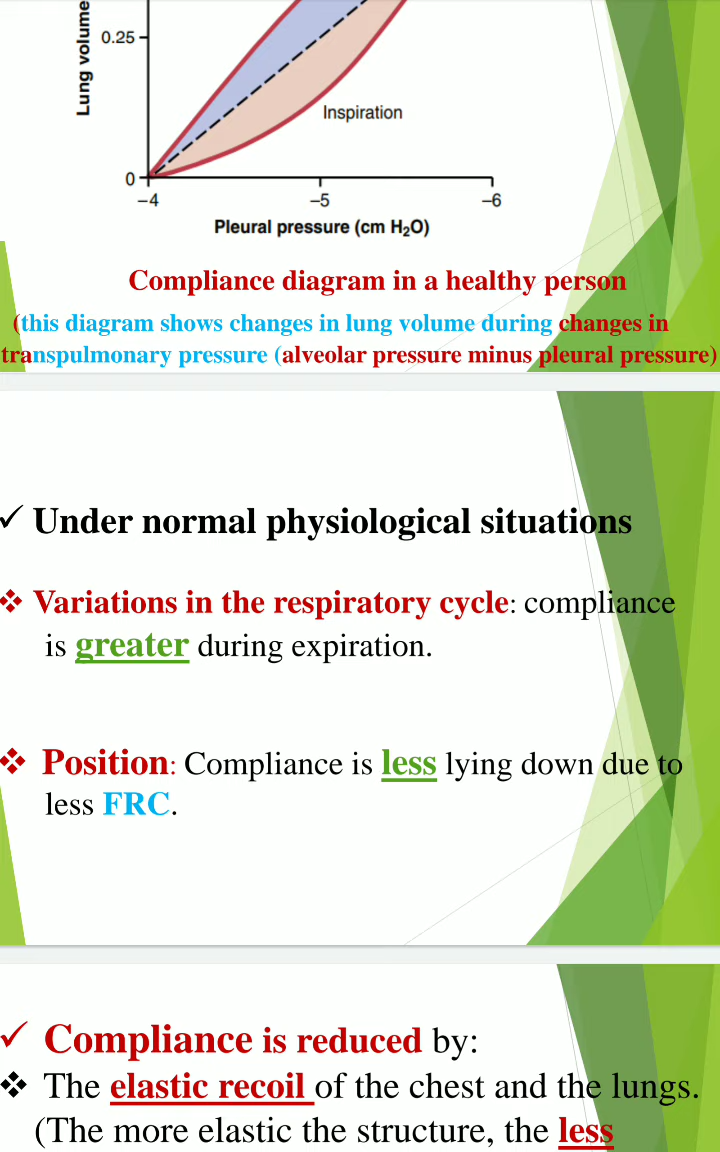 Lung volume
0.25
Inspiration
0
−4 −5 −6
Pleural pressure (cm H₂O)
Compliance diagram in a healthy person
(this diagram shows changes in lung volume during changes in
transpulmonary pressure (alveolar pressure minus pleural pressure)
✓ Under normal physiological situations
❖ Variations in the respiratory cycle: compliance
is greater during expiration.
❖ Position: Compliance is less lying down due to
less FRC.
✓ Compliance is reduced by:
❖ The elastic recoil of the chest and the lungs.
(The more elastic the structure, the less